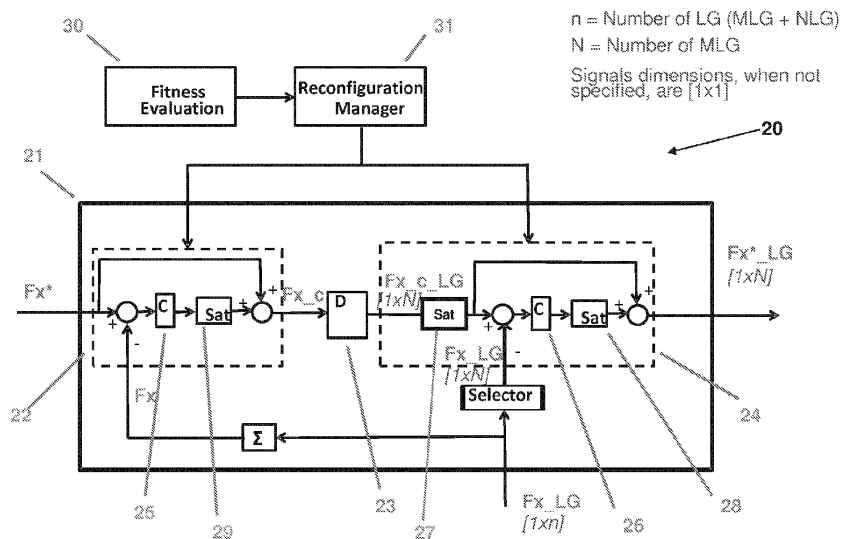 n = Number of LG (MLG + NLG)
N = Number of MLG
Signals dimensions, when not
specified, are [1x1]
30
31
Fitness
Evaluation
Reconfiguration
Manager
20
21
Fx*
+
-
C
Sat
+
+
Fx_c
D
Fx_c_LG
[1xN]
Sat
+
-
C
Sat
+
+
Fx*_LG
[1xN]
Fx_LG
[1xN]
Selector
22
Fx
Σ
24
25
29
23
27
Fx_LG
[1xn]
26
28